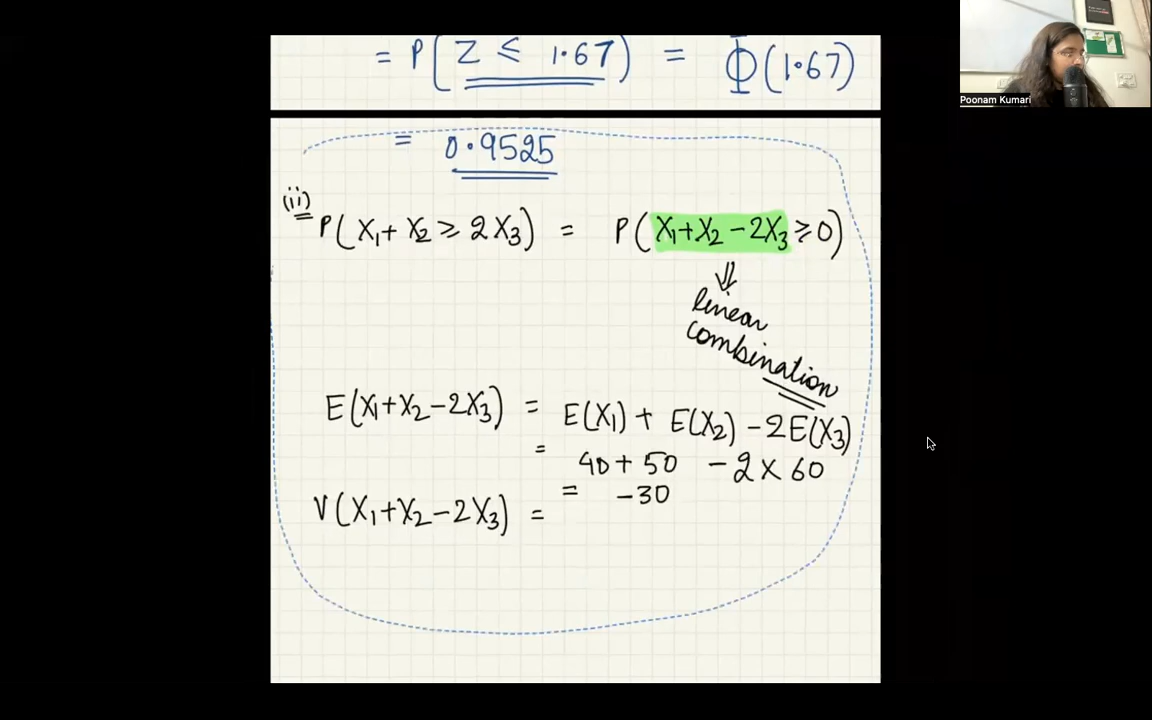 = P(Z ≤ 1.67) = Φ(1.67)
Poonam Kumari
= 0.9525
(ii) P(X₁+X₂ ≥ 2X₃) = P(X₁+X₂-2X₃ ≥ 0)
⇓
linear
combination
E(X₁+X₂-2X₃) = E(X₁) + E(X₂) - 2E(X₃)
= 40 + 50 - 2 × 60
= -30
V(X₁+X₂-2X₃) =